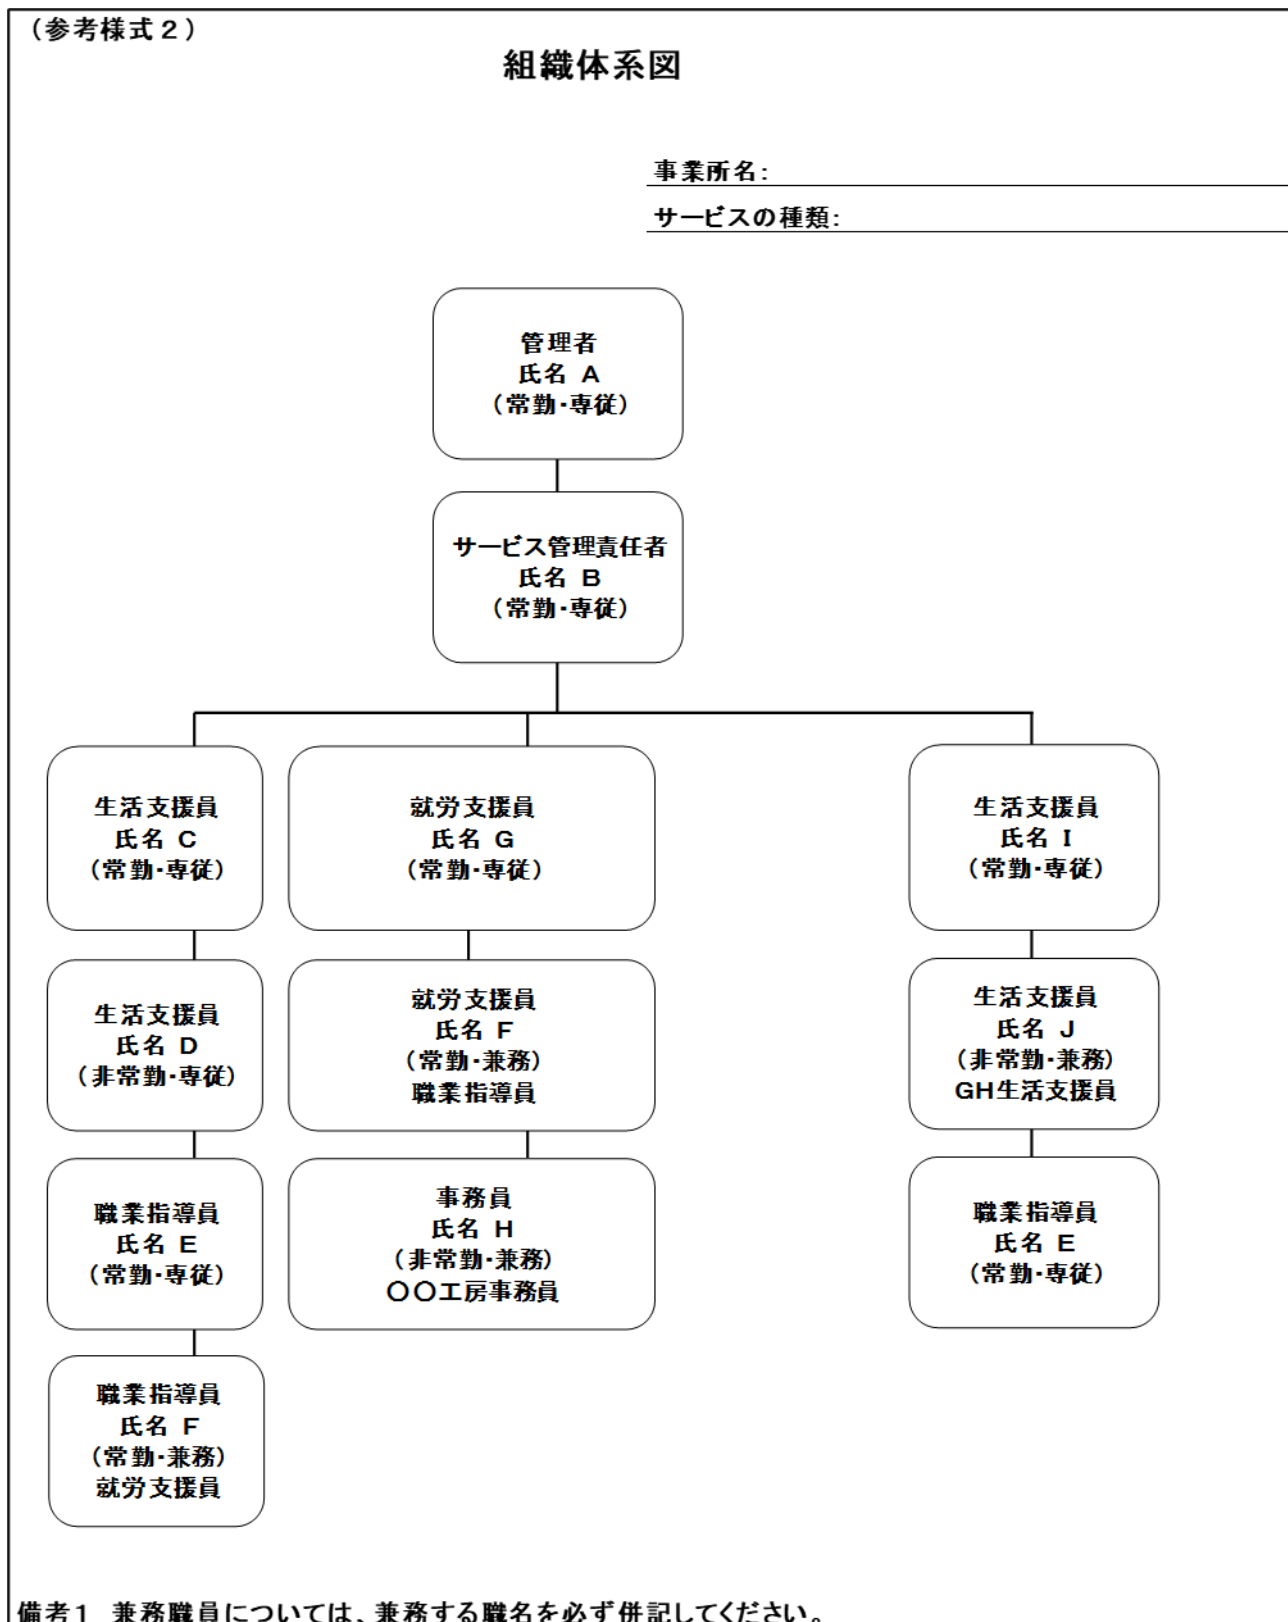 （参考様式２）
組織体系図
事業所名：
サービスの種類：
管理者
氏名 A
（常勤・専従）
サービス管理責任者
氏名 B
（常勤・専従）
生活支援員
氏名 C
（常勤・専従）
就労支援員
氏名 G
（常勤・専従）
生活支援員
氏名 I
（常勤・専従）
生活支援員
氏名 D
（非常勤・専従）
就労支援員
氏名 F
（常勤・兼務）
職業指導員
生活支援員
氏名 J
（非常勤・兼務）
GH生活支援員
職業指導員
氏名 E
（常勤・専従）
事務員
氏名 H
（非常勤・兼務）
〇〇工房事務員
職業指導員
氏名 E
（常勤・専従）
職業指導員
氏名 F
（常勤・兼務）
就労支援員
備考１ 兼務職員については、兼務する職名を必ず併記してください。